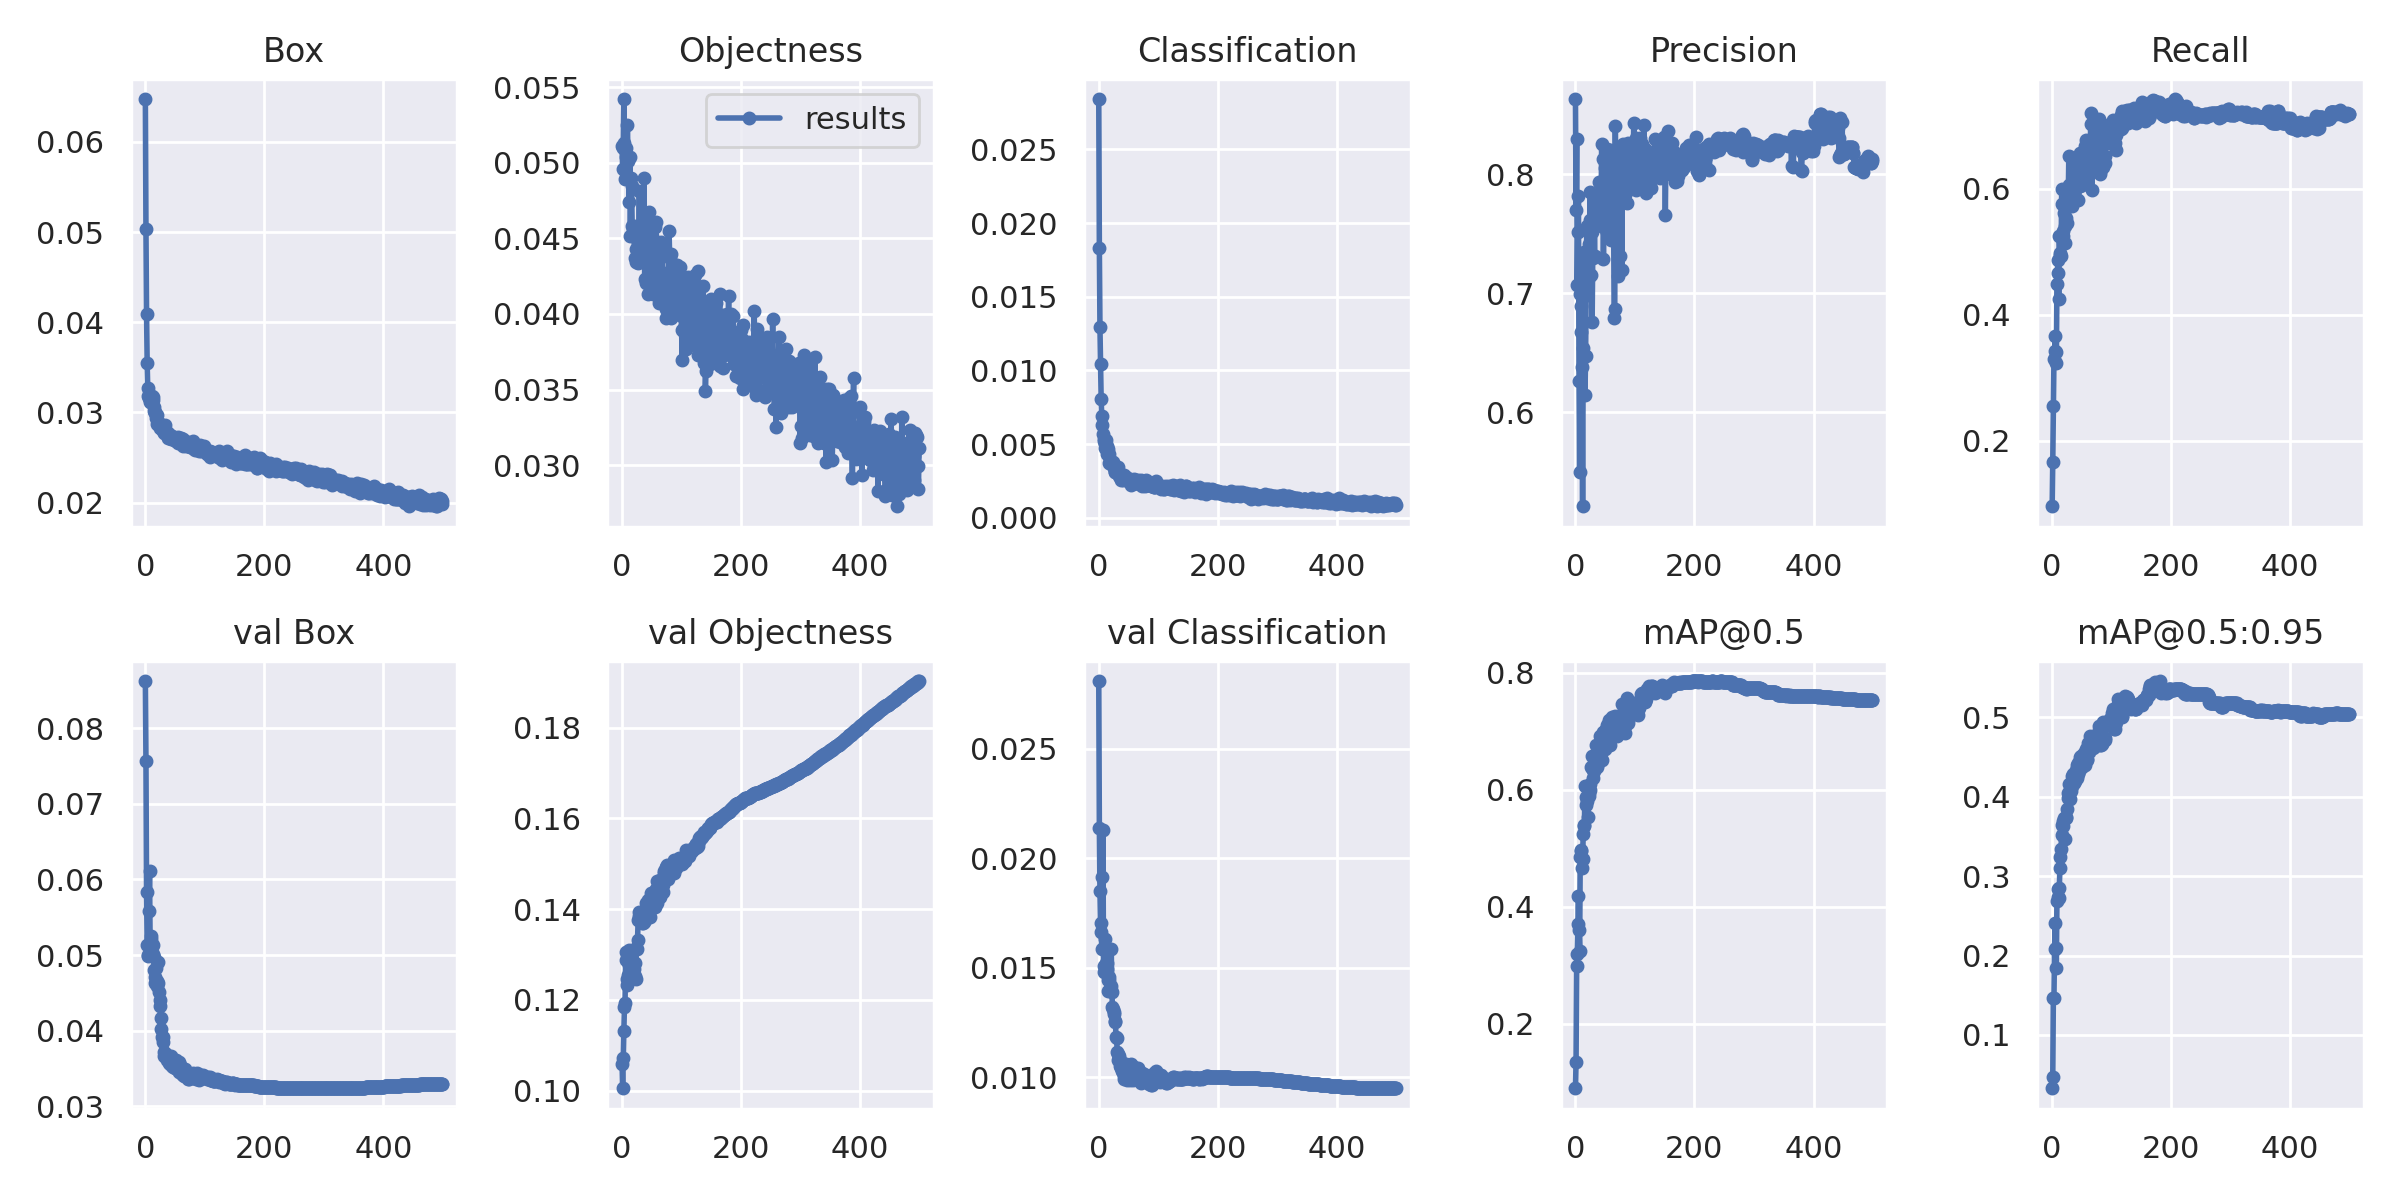 Box
Objectness
Classification
Precision
Recall
results
0.06
0.05
0.04
0.03
0.02
0 200 400
0.055
0.050
0.045
0.040
0.035
0.030
0 200 400
0.025
0.020
0.015
0.010
0.005
0.000
0 200 400
0.8
0.7
0.6
0 200 400
0.6
0.4
0.2
0 200 400
val Box
val Objectness
val Classification
mAP@0.5
mAP@0.5:0.95
0.08
0.07
0.06
0.05
0.04
0.03
0 200 400
0.18
0.16
0.14
0.12
0.10
0 200 400
0.025
0.020
0.015
0.010
0 200 400
0.8
0.6
0.4
0.2
0 200 400
0.5
0.4
0.3
0.2
0.1
0 200 400